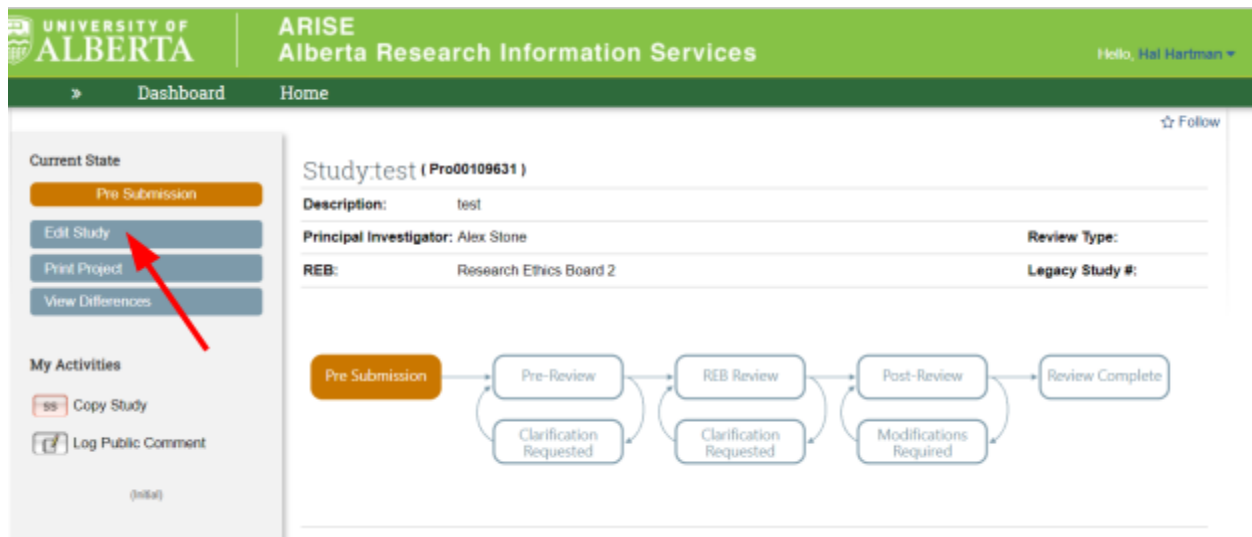 UNIVERSITY OF
ALBERTA
ARISE
Alberta Research Information Services
Hello, Hal Hartman
» Dashboard Home
☆ Follow
Current State
Pre Submission
Edit Study
Print Project
View Differences
My Activities
SS Copy Study
Log Public Comment
(Initial)
Study:test ( Pro00109631 )
Description: test
Principal Investigator: Alex Stone Review Type:
REB: Research Ethics Board 2 Legacy Study #:
Pre Submission
Pre-Review
REB Review
Post-Review
Review Complete
Clarification
Requested
Clarification
Requested
Modifications
Required